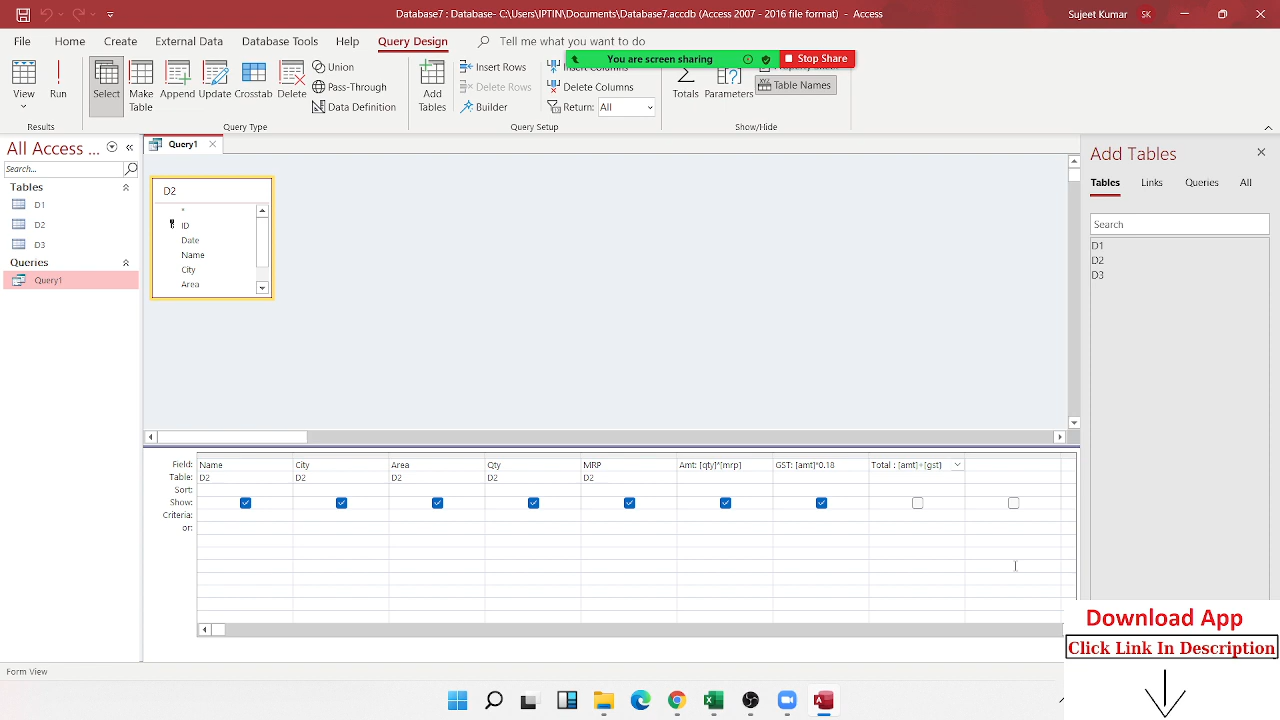 Database7 : Database- C:\Users\IPTIN\Documents\Database7.accdb (Access 2007 - 2016 file format) - Access
Sujeet Kumar
SK
File Home Create External Data Database Tools Help Query Design Tell me what you want to do
You are screen sharing
Stop Share
View
Run
Select
Make Table
Append
Update
Crosstab
Delete
Union
Pass-Through
Data Definition
Add Tables
Insert Rows
Delete Rows
Builder
Insert Columns
Delete Columns
Return: All
Totals
Parameters
Table Names
Results
Query Type
Query Setup
Show/Hide
All Access ...
Search...
Tables
D1
D2
D3
Queries
Query1
Query1
D2
*
ID
Date
Name
City
Area
Add Tables
Tables Links Queries All
Search
D1
D2
D3
Field: Name City Area Qty MRP Amt: [qty]*[mrp] GST: [amt]*0.18 Total : [amt]+[gst]
Table: D2 D2 D2 D2 D2
Sort:
Show:
Criteria:
or:
Form View
Download App
Click Link In Description